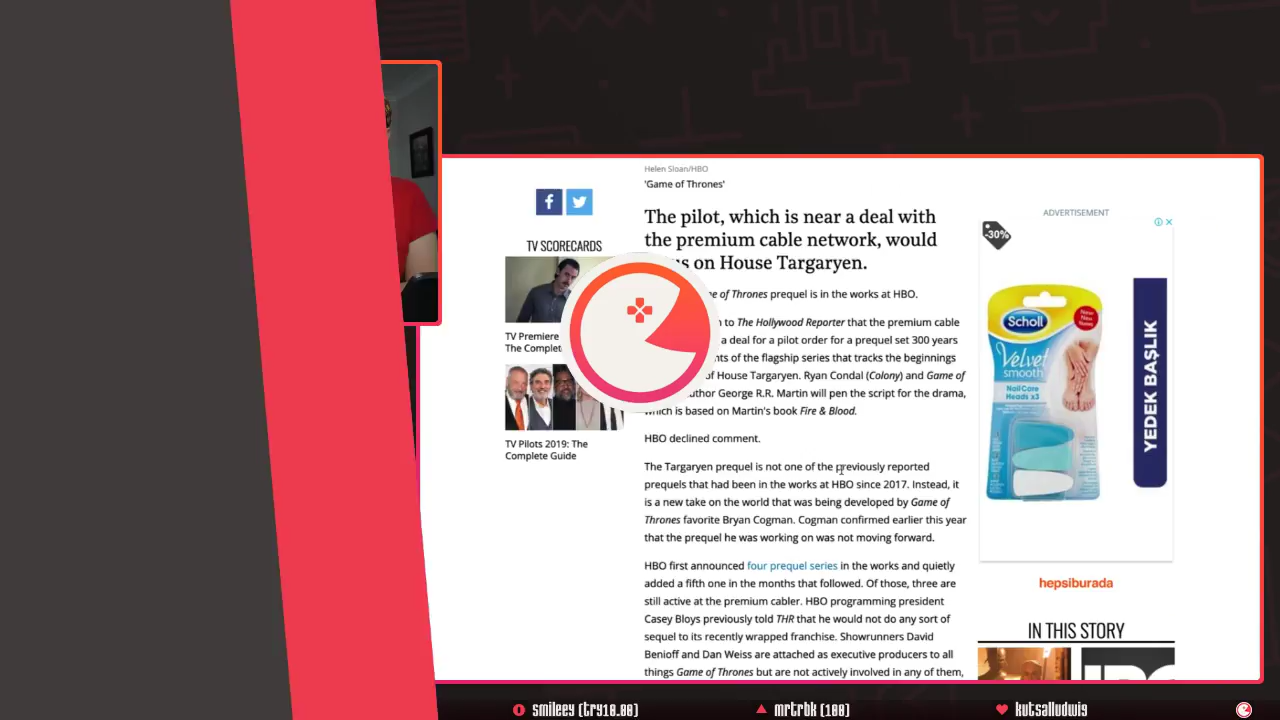 Helen Sloan/HBO
'Game of Thrones'
The pilot, which is near a deal with
the premium cable network, would
on House Targaryen.
of Thrones prequel is in the works at HBO.
to The Hollywood Reporter that the premium cable
a deal for a pilot order for a prequel set 300 years
of the flagship series that tracks the beginnings
of House Targaryen. Ryan Condal (Colony) and Game of
George R.R. Martin will pen the script for the drama,
which is based on Martin's book Fire & Blood.
HBO declined comment.
The Targaryen prequel is not one of the previously reported
prequels that had been in the works at HBO since 2017. Instead, it
is a new take on the world that was being developed by Game of
Thrones favorite Bryan Cogman. Cogman confirmed earlier this year
that the prequel he was working on was not moving forward.
HBO first announced four prequel series in the works and quietly
added a fifth one in the months that followed. Of those, three are
still active at the premium cabler. HBO programming president
Casey Bloys previously told THR that he would not do any sort of
sequel to its recently wrapped franchise. Showrunners David
Benioff and Dan Weiss are attached as executive producers to all
things Game of Thrones but are not actively involved in any of them,
TV SCORECARDS
TV Premiere
The Complet
TV Pilots 2019: The
Complete Guide
ADVERTISEMENT
-30%
Scholl
Velvet
smooth
Nail Care
Heads x3
YEDEK BAŞLIK
hepsiburada
IN THIS STORY
smileey (try10.00)
mrtrbk (100)
kutsalludwig